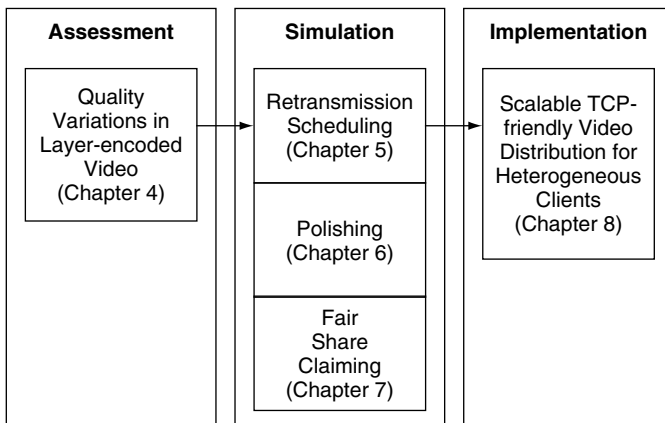 Assessment
Quality
Variations in
Layer-encoded
Video
(Chapter 4)
Simulation
Retransmission
Scheduling
(Chapter 5)
Polishing
(Chapter 6)
Fair
Share
Claiming
(Chapter 7)
Implementation
Scalable TCP-
friendly Video
Distribution for
Heterogeneous
Clients
(Chapter 8)